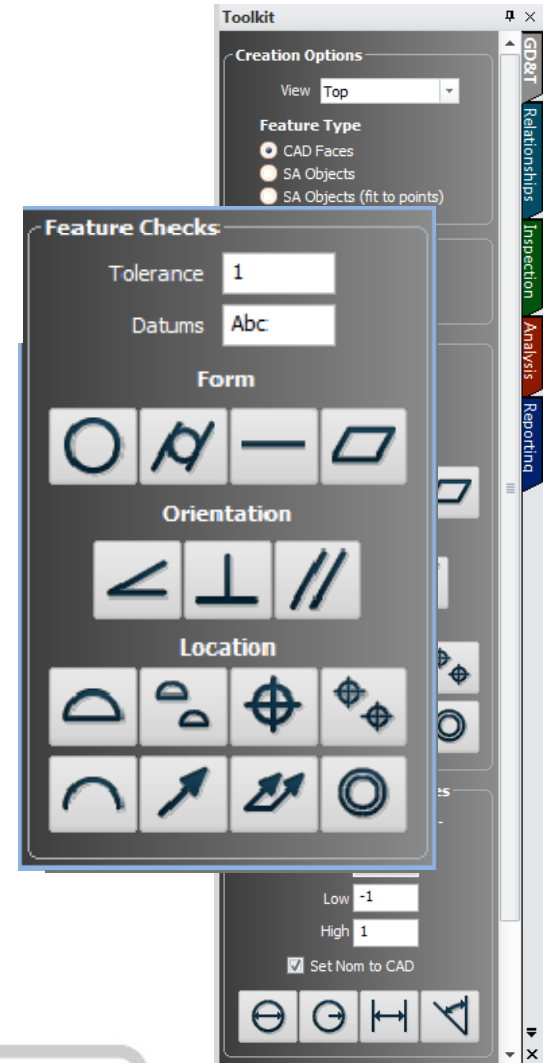 Toolkit
Creation Options
View Top
Feature Type
CAD Faces
SA Objects
SA Objects (fit to points)
Feature Checks
Tolerance 1
Datums Abc
Form
Orientation
Location
Low -1
High 1
Set Nom to CAD
GD&T
Relationships
Inspection
Analysis
Reporting